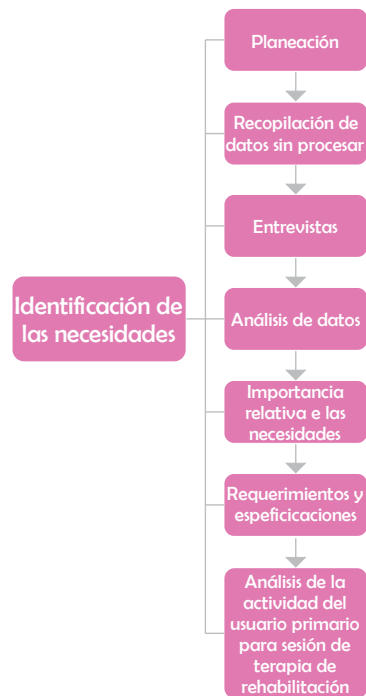 Planeación
Recopilación de
datos sin procesar
Entrevistas
Identificación de
las necesidades
Análisis de datos
Importancia
relativa e las
necesidades
Requerimientos y
espeficicaciones
Análisis de la
actividad del
usuario primario
para sesión de
terapia de
rehabilitación